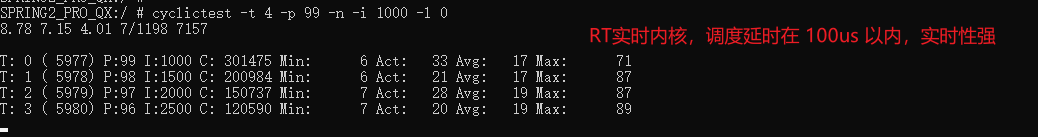 SPRING2_PRO_QX:/ #
SPRING2_PRO_QX:/ # cyclictest -t 4 -p 99 -n -i 1000 -l 0
8.78 7.15 4.01 7/1198 7157
RT实时内核，调度延时在 100us 以内，实时性强
T: 0 ( 5977) P:99 I:1000 C: 301475 Min:      6 Act:   33 Avg:   17 Max:      71
T: 1 ( 5978) P:98 I:1500 C: 200984 Min:      6 Act:   21 Avg:   17 Max:      87
T: 2 ( 5979) P:97 I:2000 C: 150737 Min:      7 Act:   28 Avg:   19 Max:      87
T: 3 ( 5980) P:96 I:2500 C: 120590 Min:      7 Act:   20 Avg:   19 Max:      89